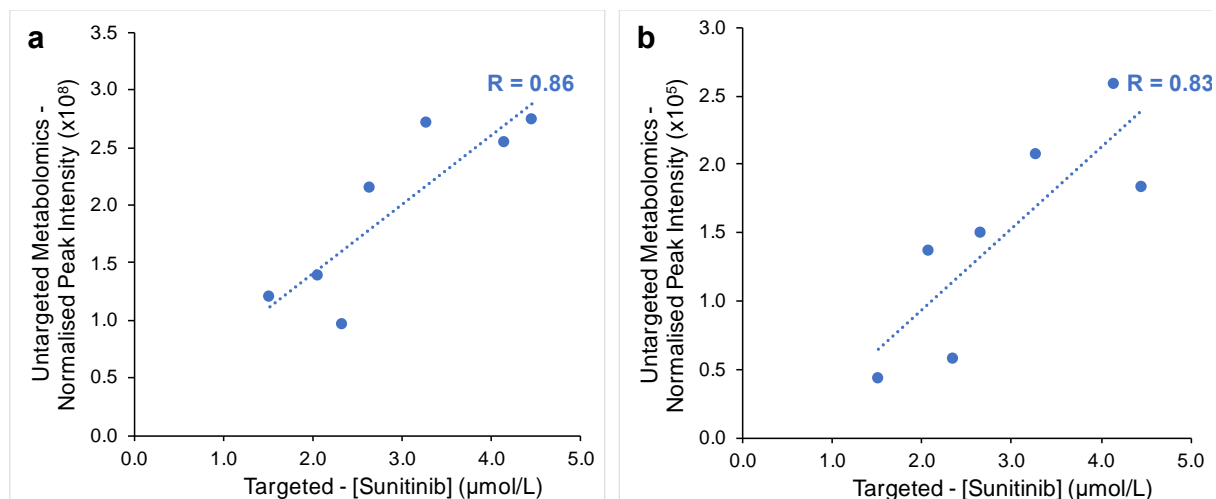 a
Untargeted Metabolomics -
Normalised Peak Intensity (x10⁸)
3.5
3.0
2.5
2.0
1.5
1.0
0.5
0.0
R = 0.86
0.0 1.0 2.0 3.0 4.0 5.0
Targeted - [Sunitinib] (µmol/L)
b
Untargeted Metabolomics -
Normalised Peak Intensity (x10⁵)
3.0
2.5
2.0
1.5
1.0
0.5
0.0
R = 0.83
0.0 1.0 2.0 3.0 4.0 5.0
Targeted - [Sunitinib] (µmol/L)